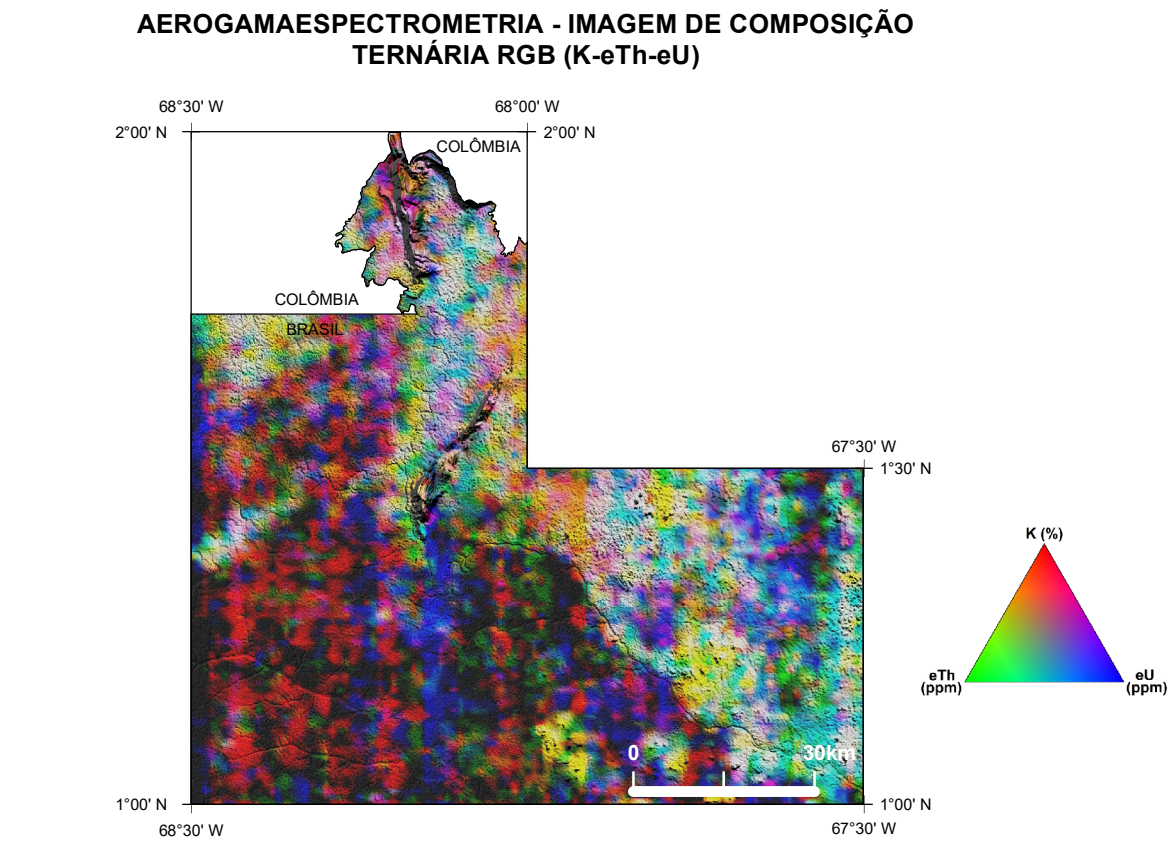 AEROGAMAESPECTROMETRIA - IMAGEM DE COMPOSIÇÃO
TERNÁRIA RGB (K-eTh-eU)
68°30' W
68°00' W
2°00' N
2°00' N
COLÔMBIA
COLÔMBIA
BRASIL
67°30' W
1°30' N
K (%)
eTh
(ppm)
eU
(ppm)
0
30km
1°00' N
1°00' N
68°30' W
67°30' W